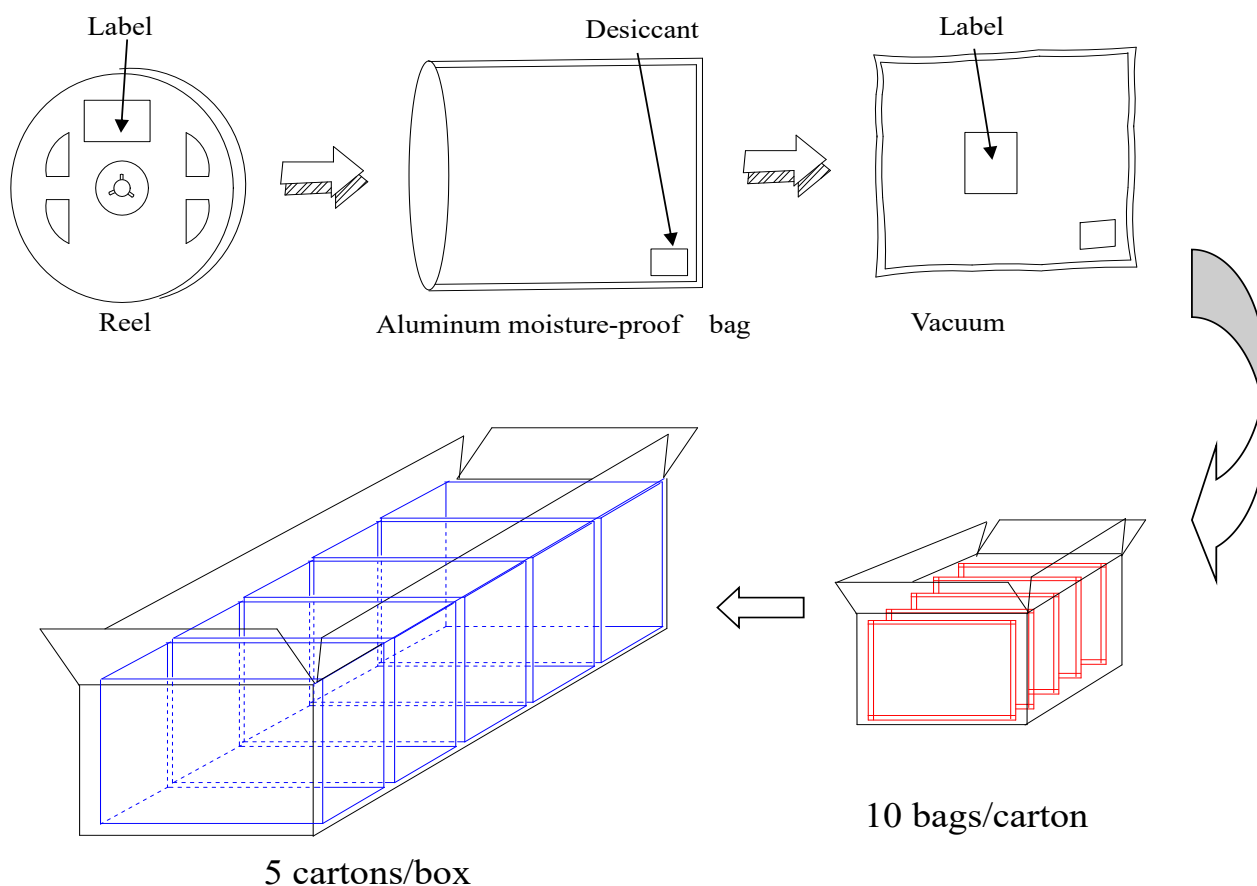 Label
Desiccant
Label
Reel
Aluminum moisture-proof bag
Vacuum
10 bags/carton
5 cartons/box